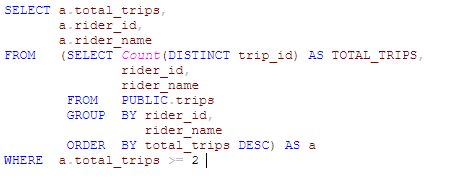 SELECT a.total_trips,
a.rider_id,
a.rider_name
FROM (SELECT Count(DISTINCT trip_id) AS TOTAL_TRIPS,
rider_id,
rider_name
FROM PUBLIC.trips
GROUP BY rider_id,
rider_name
ORDER BY total_trips DESC) AS a
WHERE a.total_trips >= 2